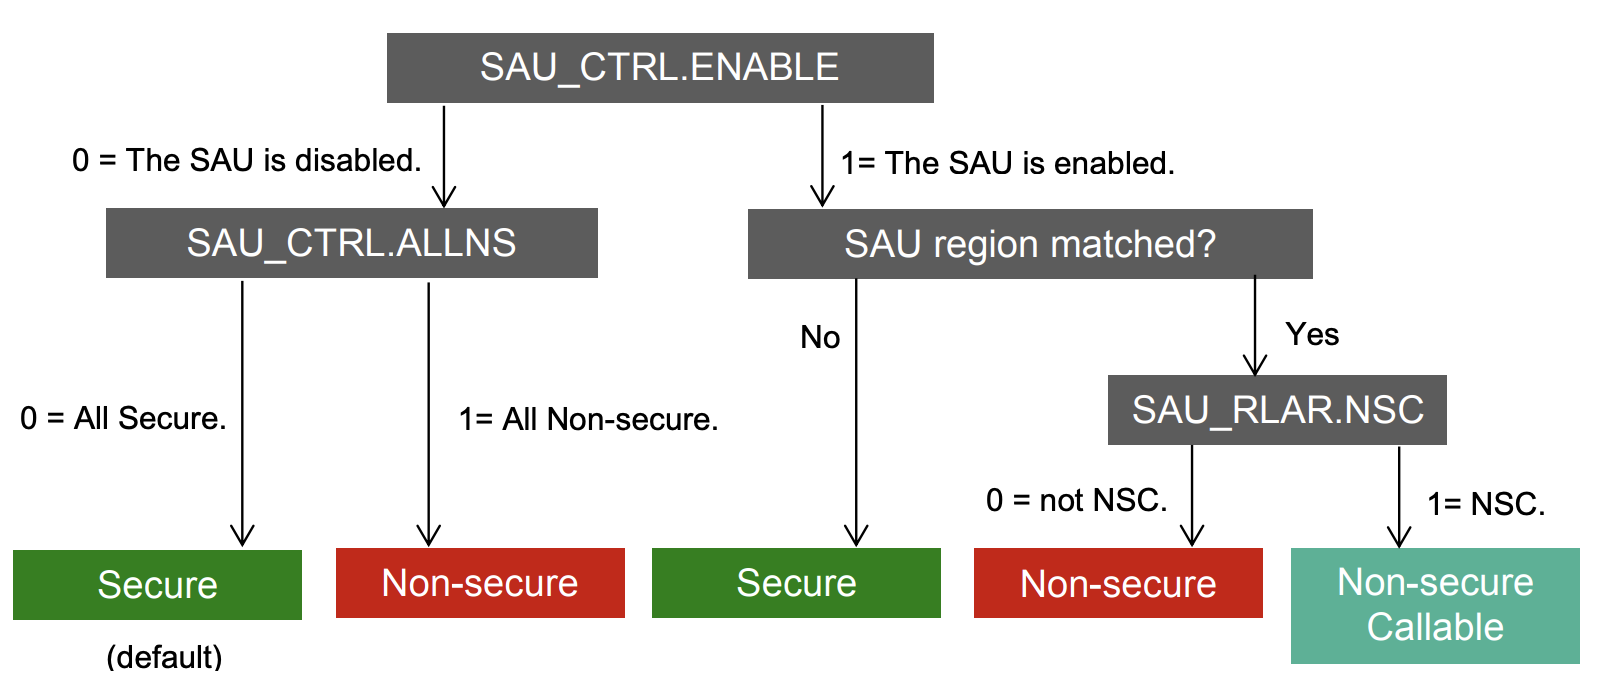 SAU_CTRL.ENABLE
0 = The SAU is disabled.
1= The SAU is enabled.
SAU_CTRL.ALLNS
SAU region matched?
No
Yes
0 = All Secure.
1= All Non-secure.
SAU_RLAR.NSC
0 = not NSC.
1= NSC.
Secure
Non-secure
Secure
Non-secure
Non-secure
Callable
(default)